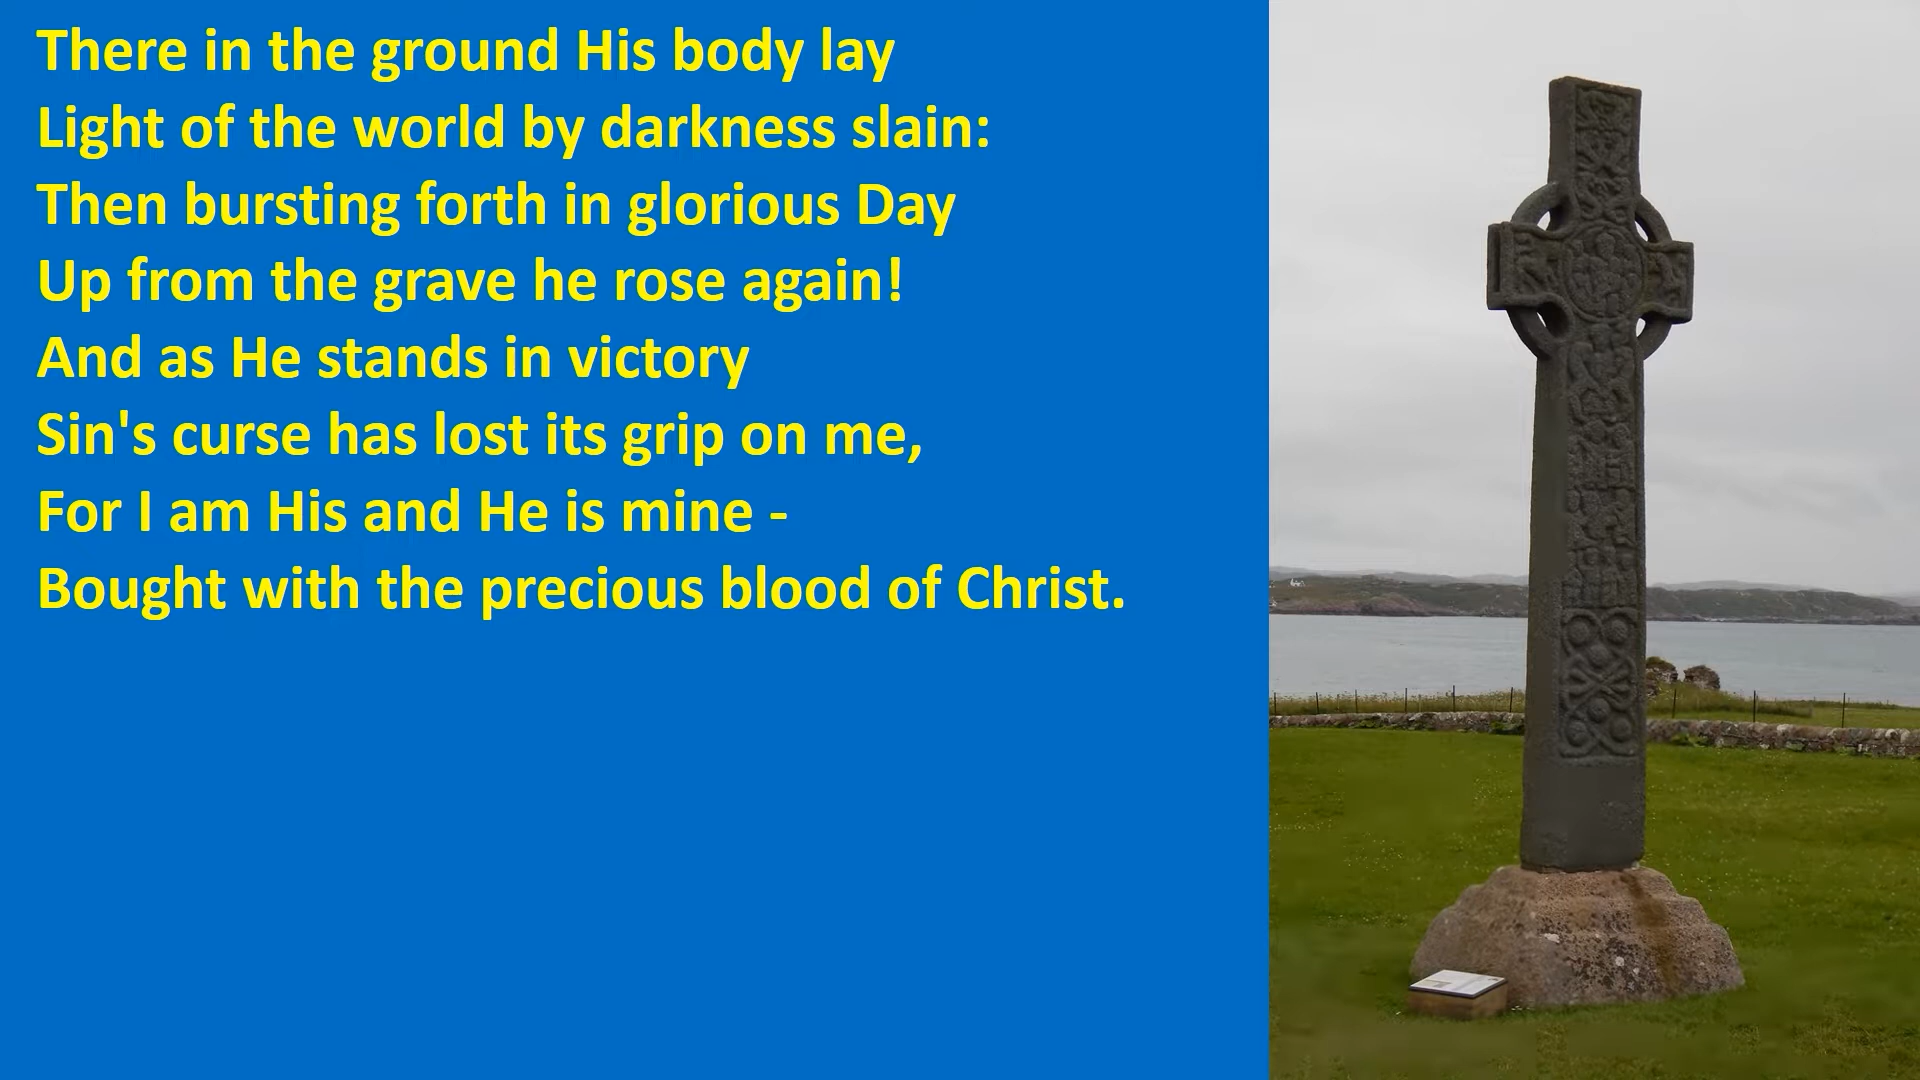 There in the ground His body lay
Light of the world by darkness slain:
Then bursting forth in glorious Day
Up from the grave he rose again!
And as He stands in victory
Sin's curse has lost its grip on me,
For I am His and He is mine -
Bought with the precious blood of Christ.